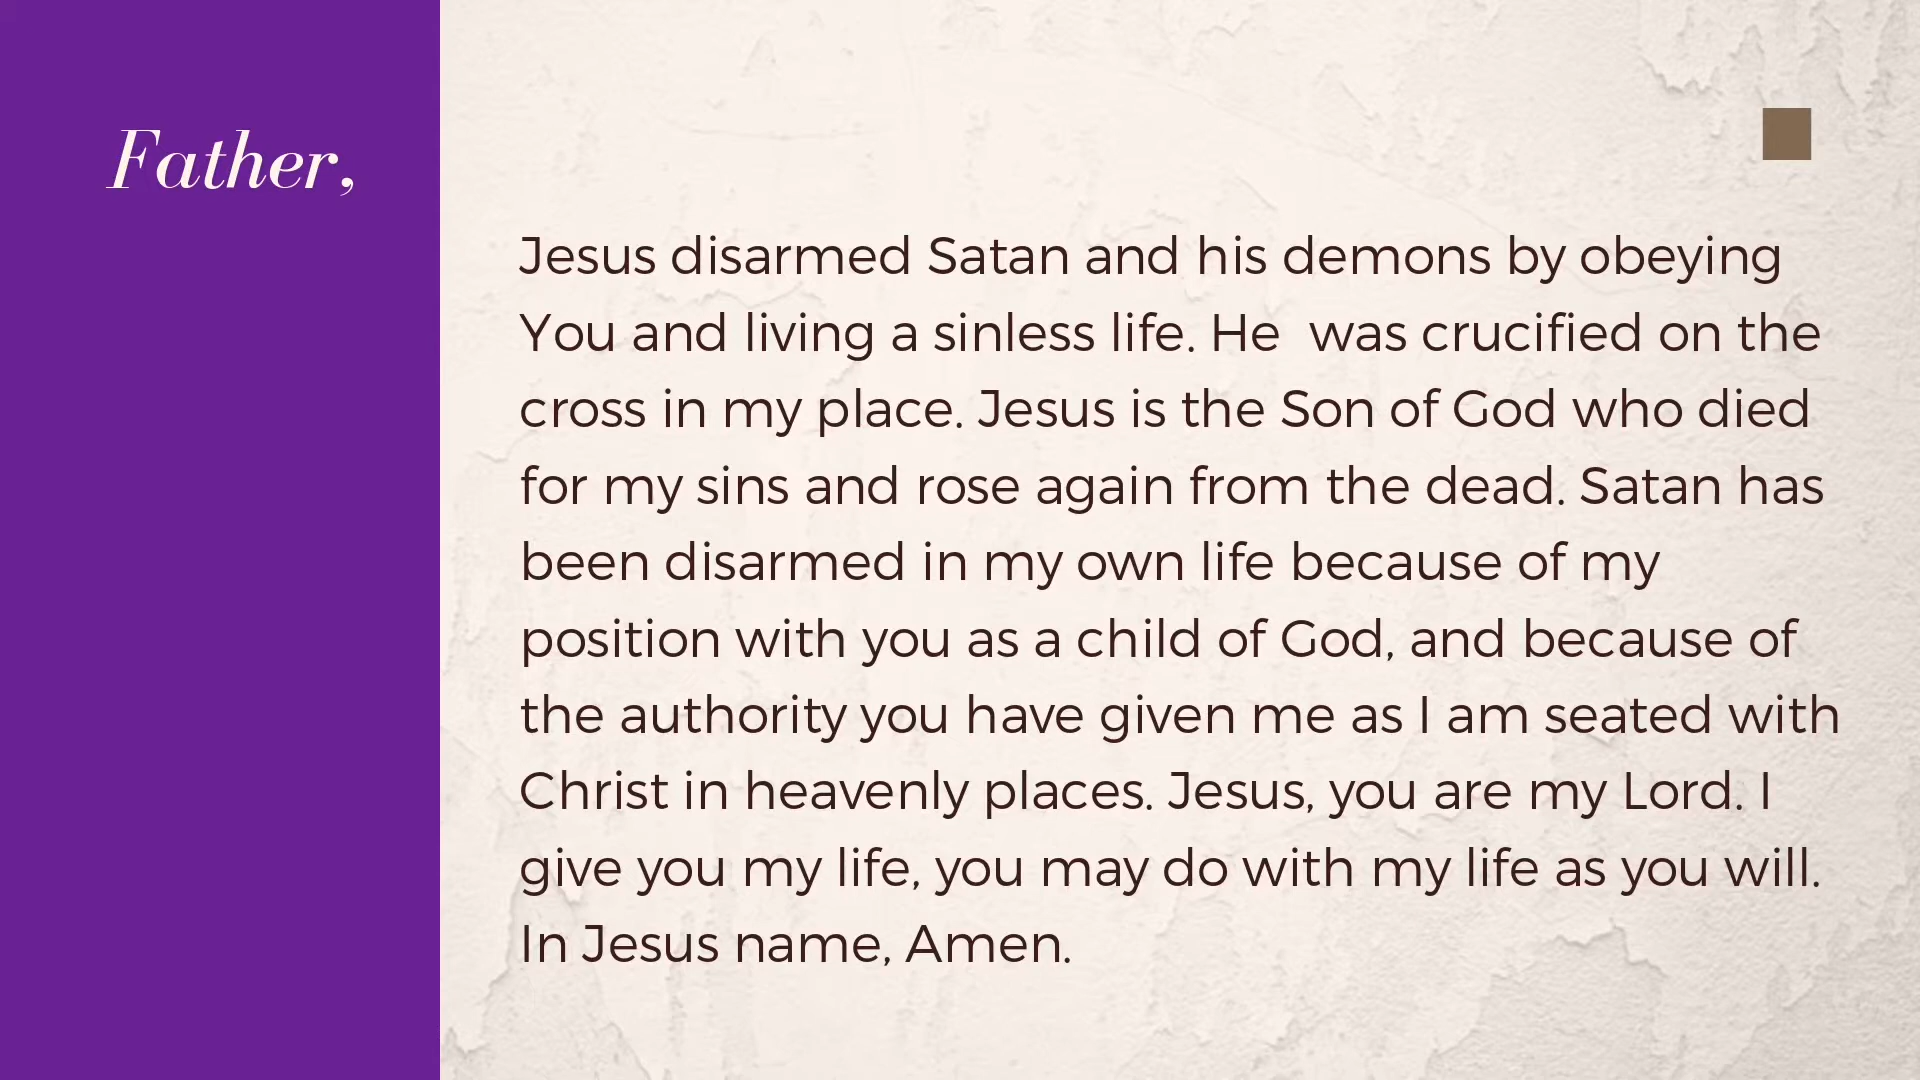 Father,
Jesus disarmed Satan and his demons by obeying
You and living a sinless life. He  was crucified on the
cross in my place. Jesus is the Son of God who died
for my sins and rose again from the dead. Satan has
been disarmed in my own life because of my
position with you as a child of God, and because of
the authority you have given me as I am seated with
Christ in heavenly places. Jesus, you are my Lord. I
give you my life, you may do with my life as you will.
In Jesus name, Amen.